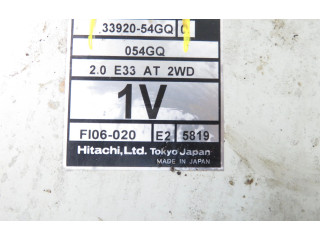 33920-54GQ 0
054GQ
2.0 E33 AT 2WD
1V
FI06-020 E2 5819
Hitachi, Ltd. Tokyo Japan
MADE IN JAPAN